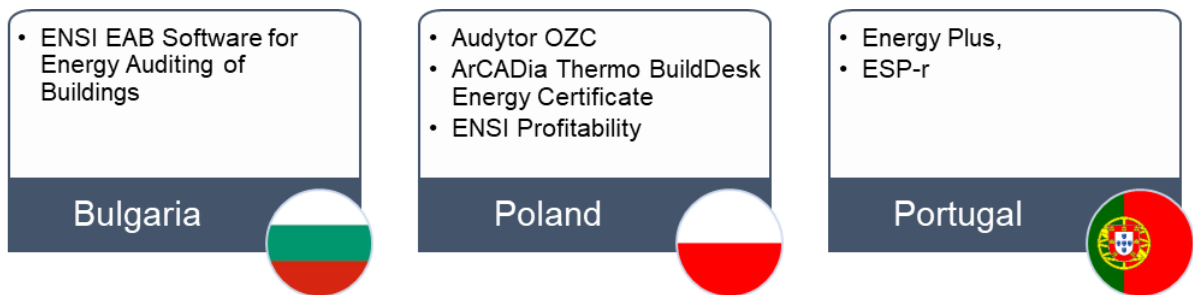 • ENSI EAB Software for
Energy Auditing of
Buildings
Bulgaria
• Audytor OZC
• ArCADia Thermo BuildDesk
Energy Certificate
• ENSI Profitability
Poland
• Energy Plus,
• ESP-r
Portugal